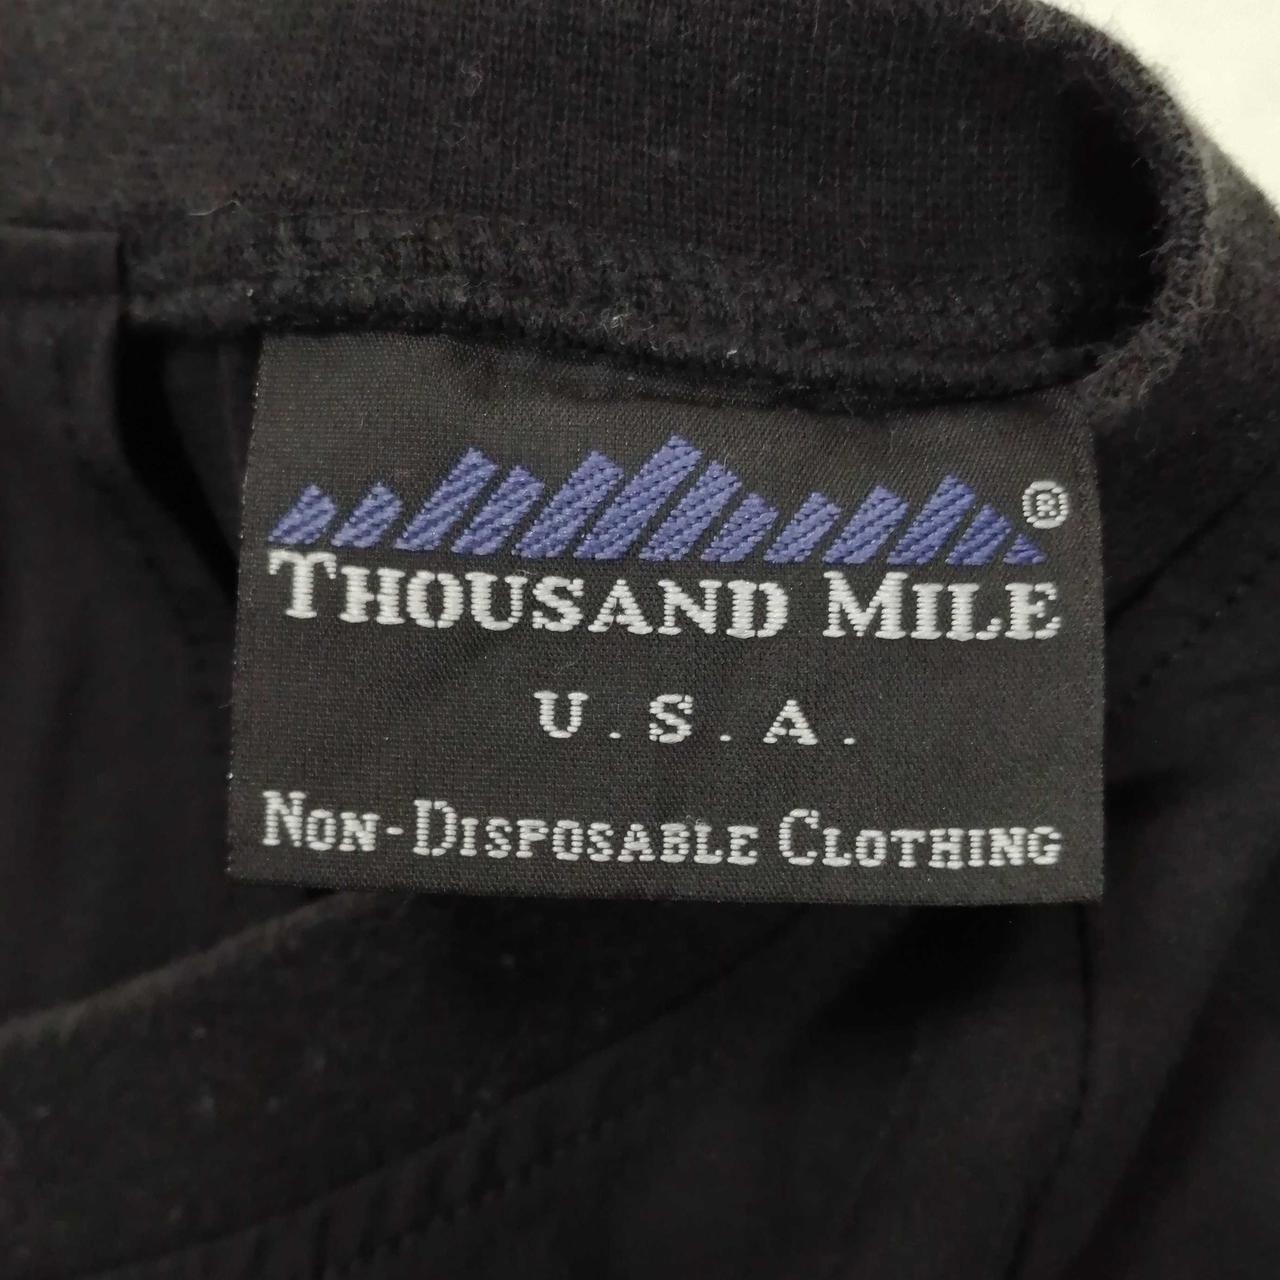 ®
THOUSAND MILE
U.S.A.
NON-DISPOSABLE CLOTHING